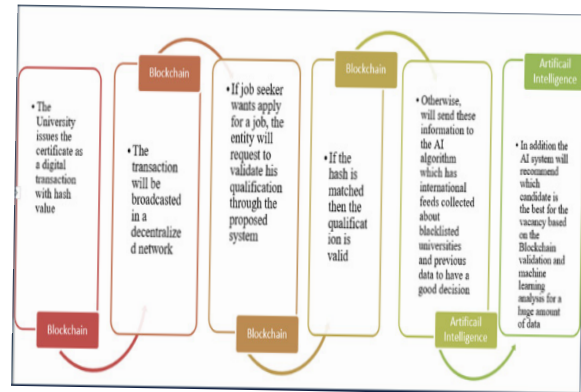 • The
University
issues the
certificate as
a digital
transaction
with hash
value
Blockchain
Blockchain
• The
transaction
will be
broadcasted
in a
decentralize
d network
• If job seeker
wants apply
for a job, the
entity will
request to
validate his
qualification
through the
proposed
system
Blockchain
Blockchain
• If the
hash is
matched
then the
qualificat
ion is
valid
• Otherwise,
will send these
information to
the AI
algorithm
which has
international
feeds collected
about
blacklisted
universities
and previous
data to have a
good decision
Artificail
Intelligence
Artificail
Intelligence
• In addition the
AI system will
recommend
which
candidate is
the best for the
vacancy based
on the
Blockchain
validation and
machine
learning
analysis for a
huge amount
of data